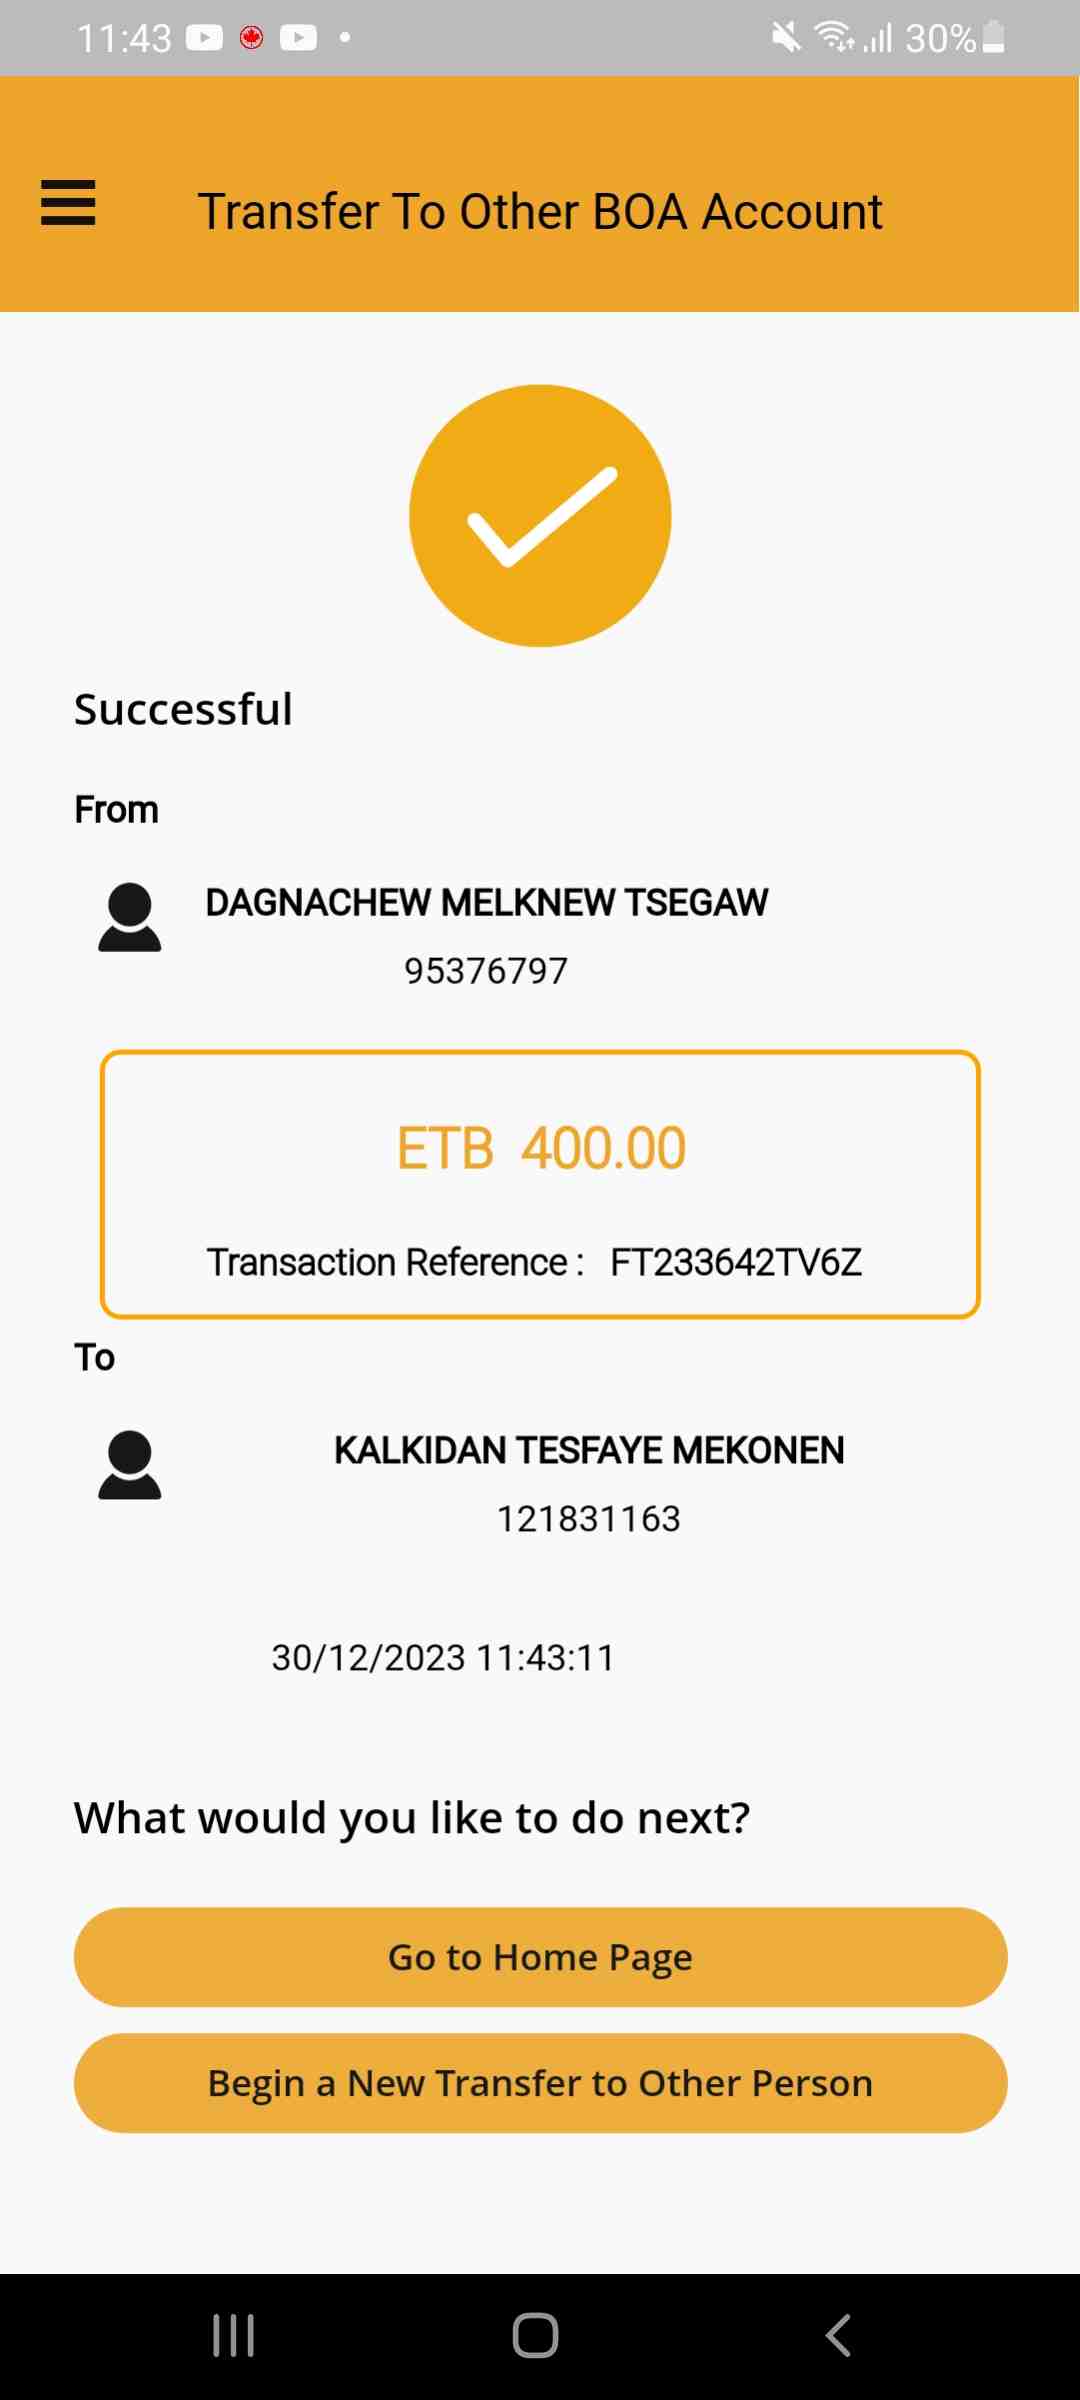 11:43
30%
Transfer To Other BOA Account
Successful
From
DAGNACHEW MELKNEW TSEGAW
95376797
ETB 400.00
Transaction Reference : FT233642TV6Z
To
KALKIDAN TESFAYE MEKONEN
121831163
30/12/2023 11:43:11
What would you like to do next?
Go to Home Page
Begin a New Transfer to Other Person